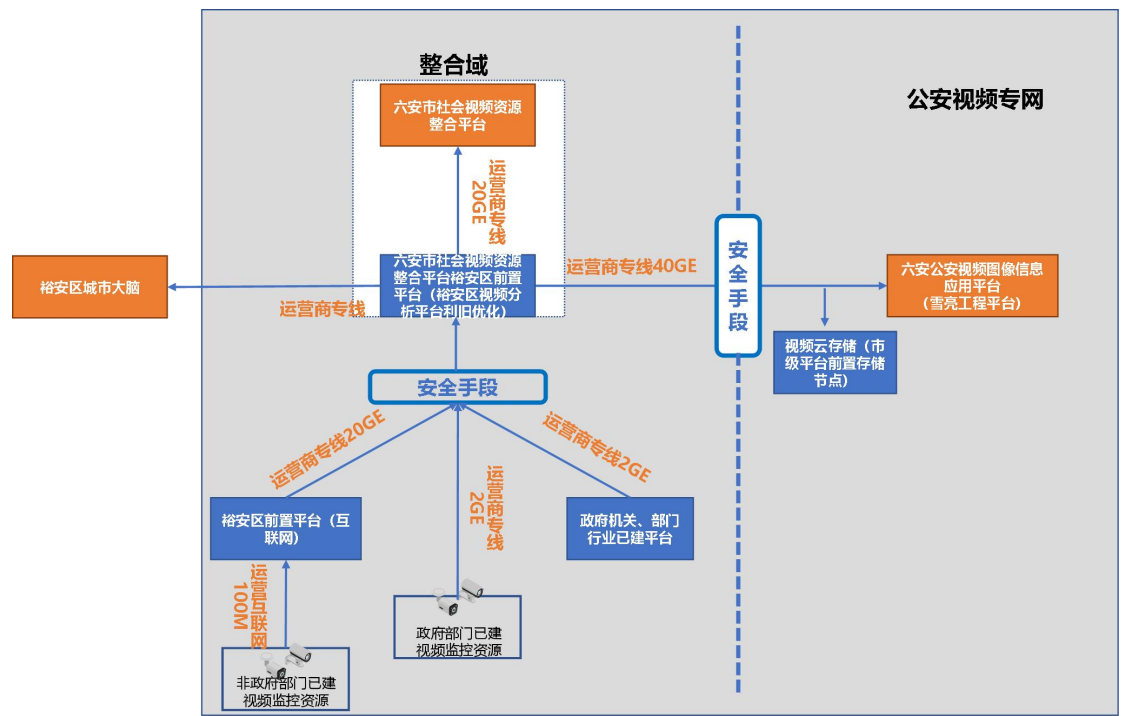 整合域
公安视频专网
六安市社会视频资源
整合平台
运营商专线
20GE
六安市社会视频资源
整合平台裕安区前置
平台（裕安区视频分
析平台利旧优化）
运营商专线40GE
安全手段
六安公安视频图像信息
应用平台
（雪亮工程平台）
裕安区城市大脑
运营商专线
视频云存储（市
级平台前置存储
节点）
安全手段
运营商专线20GE
运营商专线
2GE
运营商专线2GE
裕安区前置平台（互
联网）
政府机关、部门
行业已建平台
运营互联网
100M
政府部门已建
视频监控资源
非政府部门已建
视频监控资源